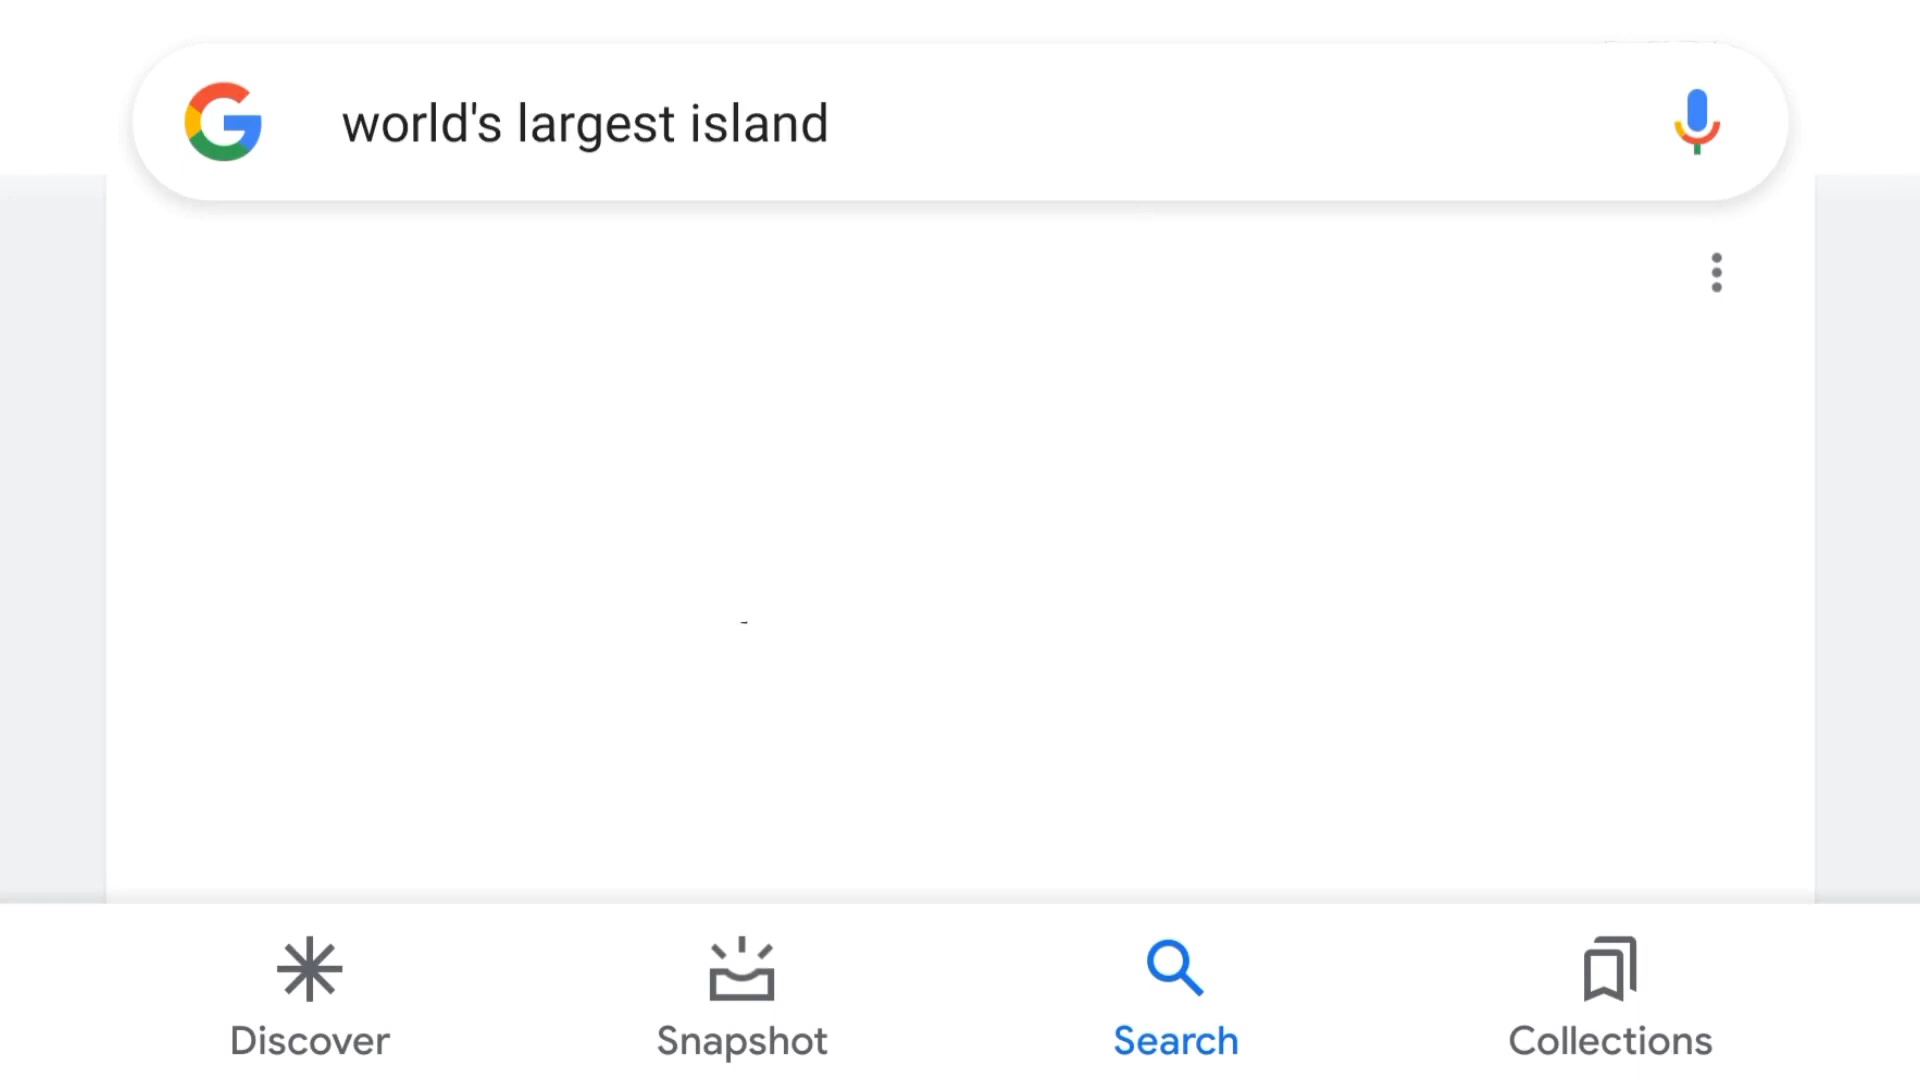 world's largest island
Discover
Snapshot
Search
Collections